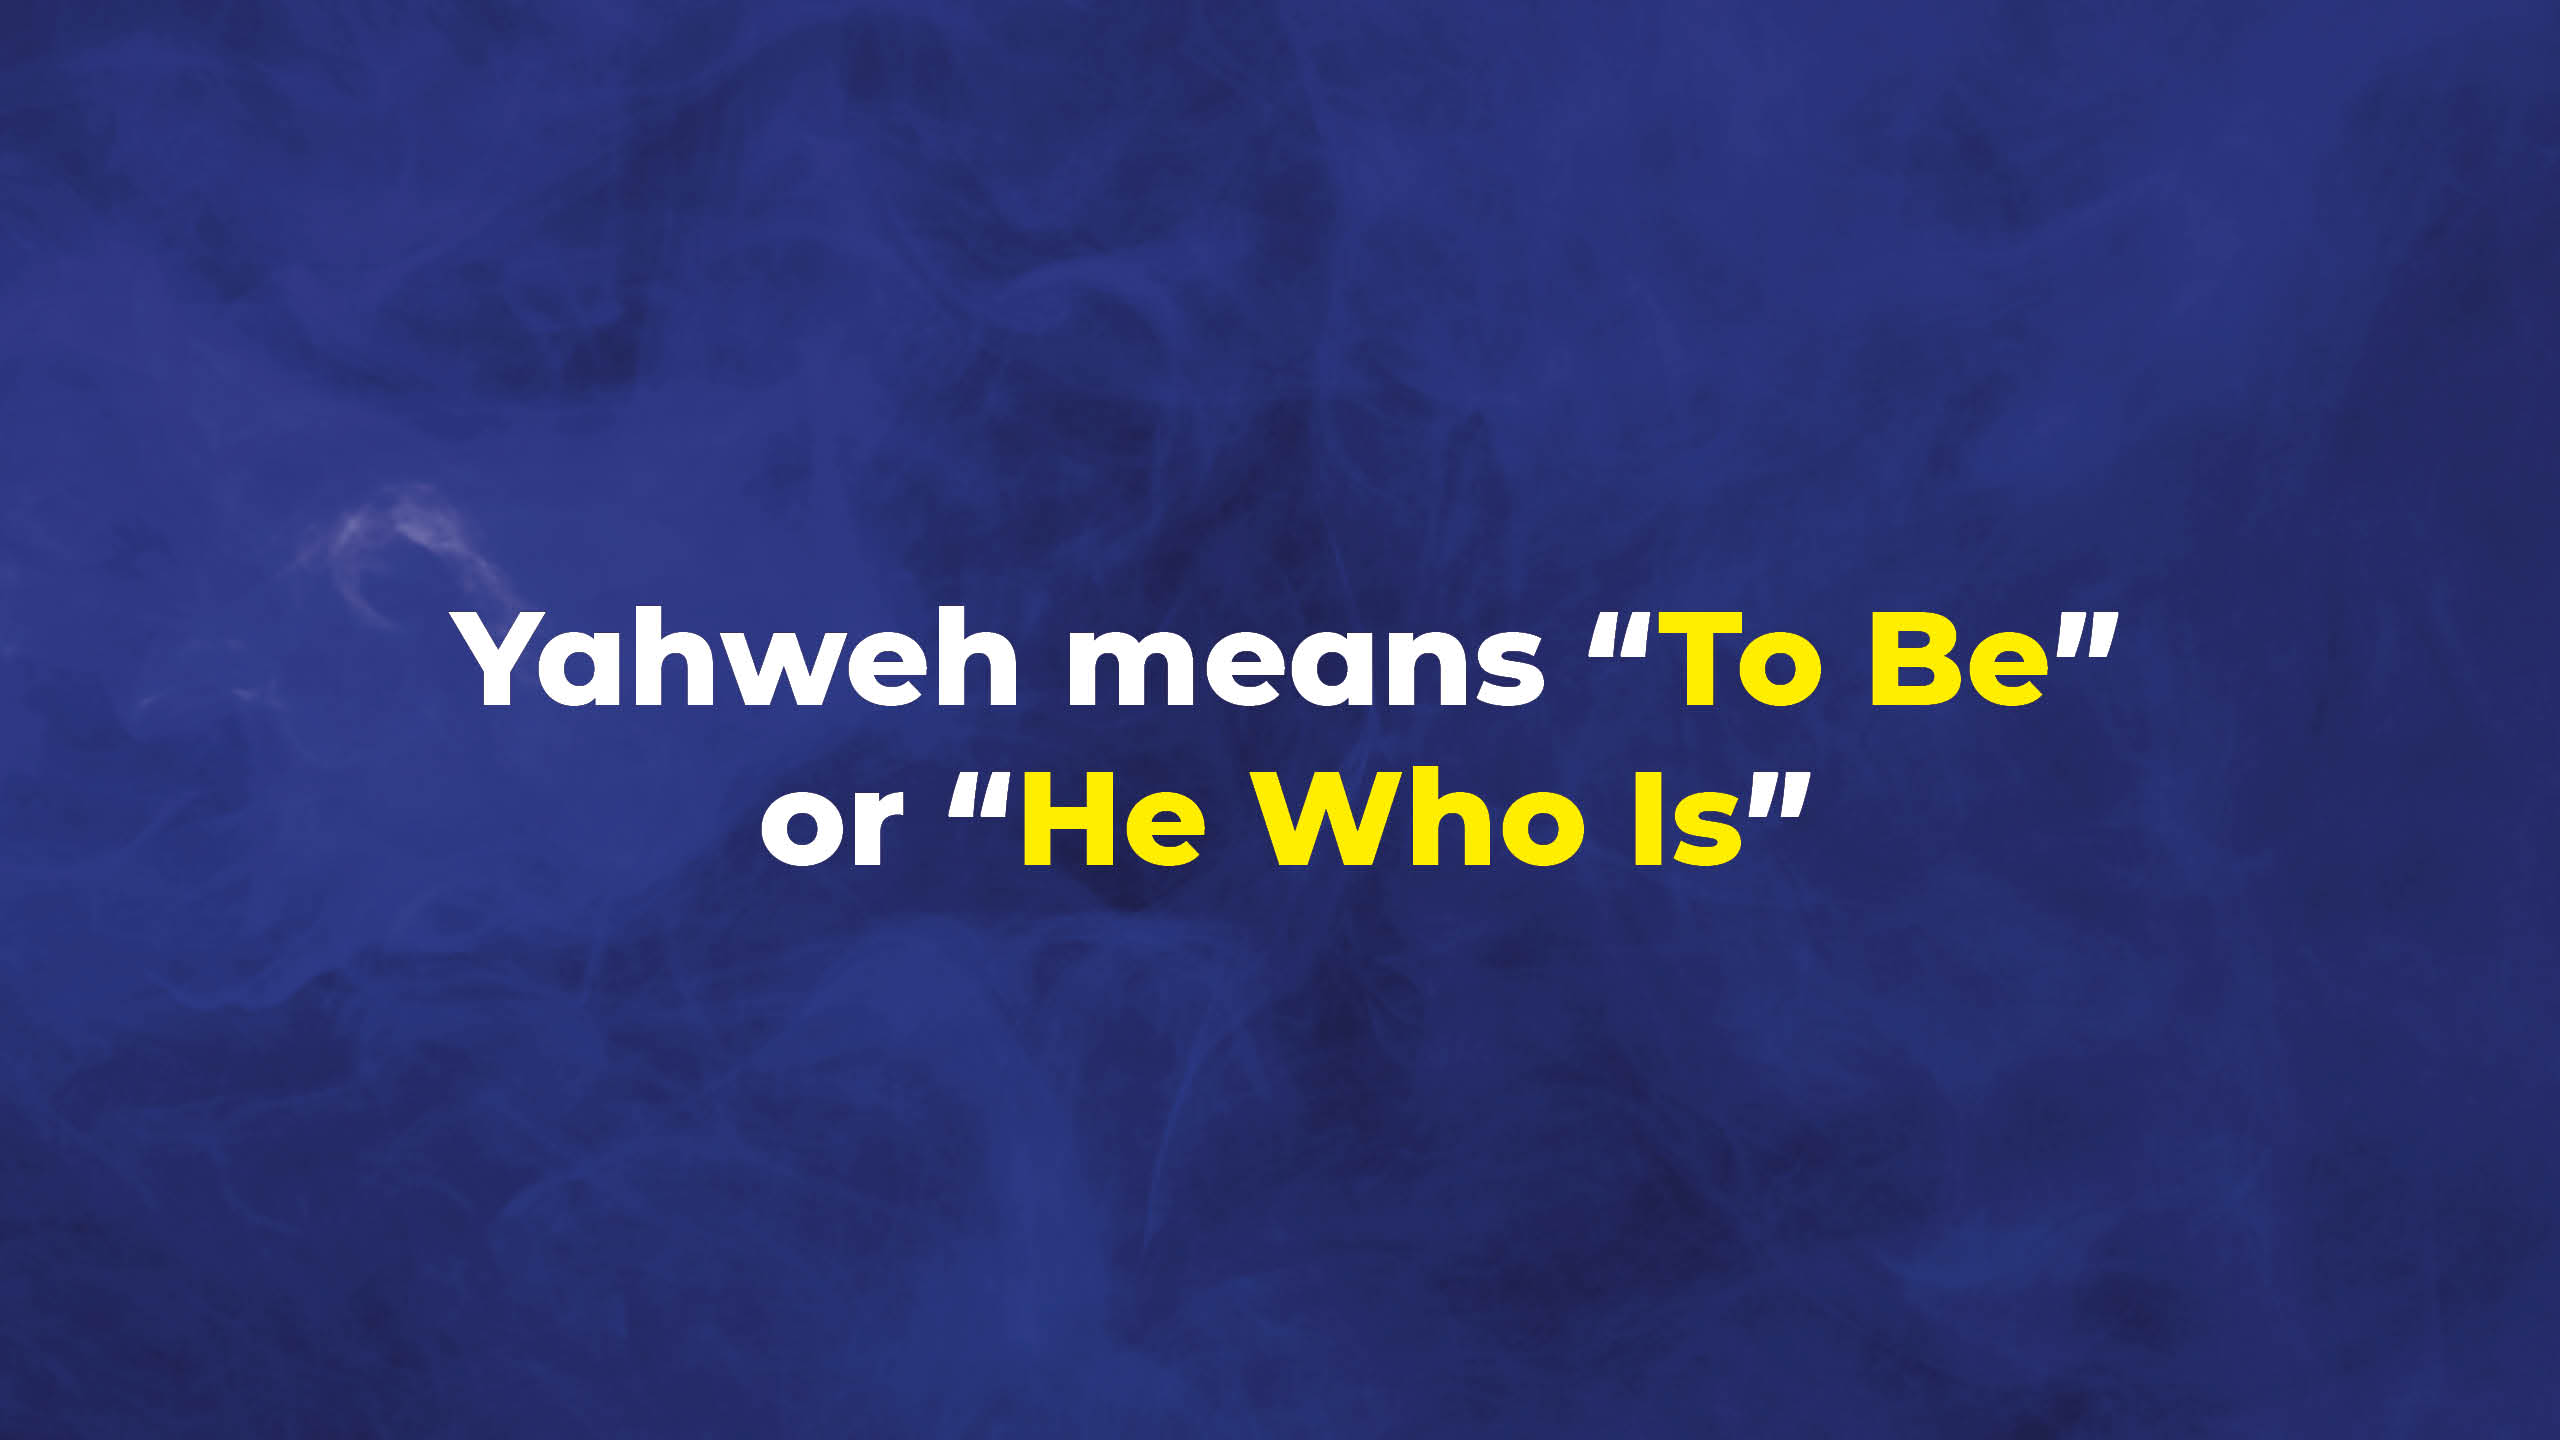 Yahweh means “To Be”
or “He Who Is”